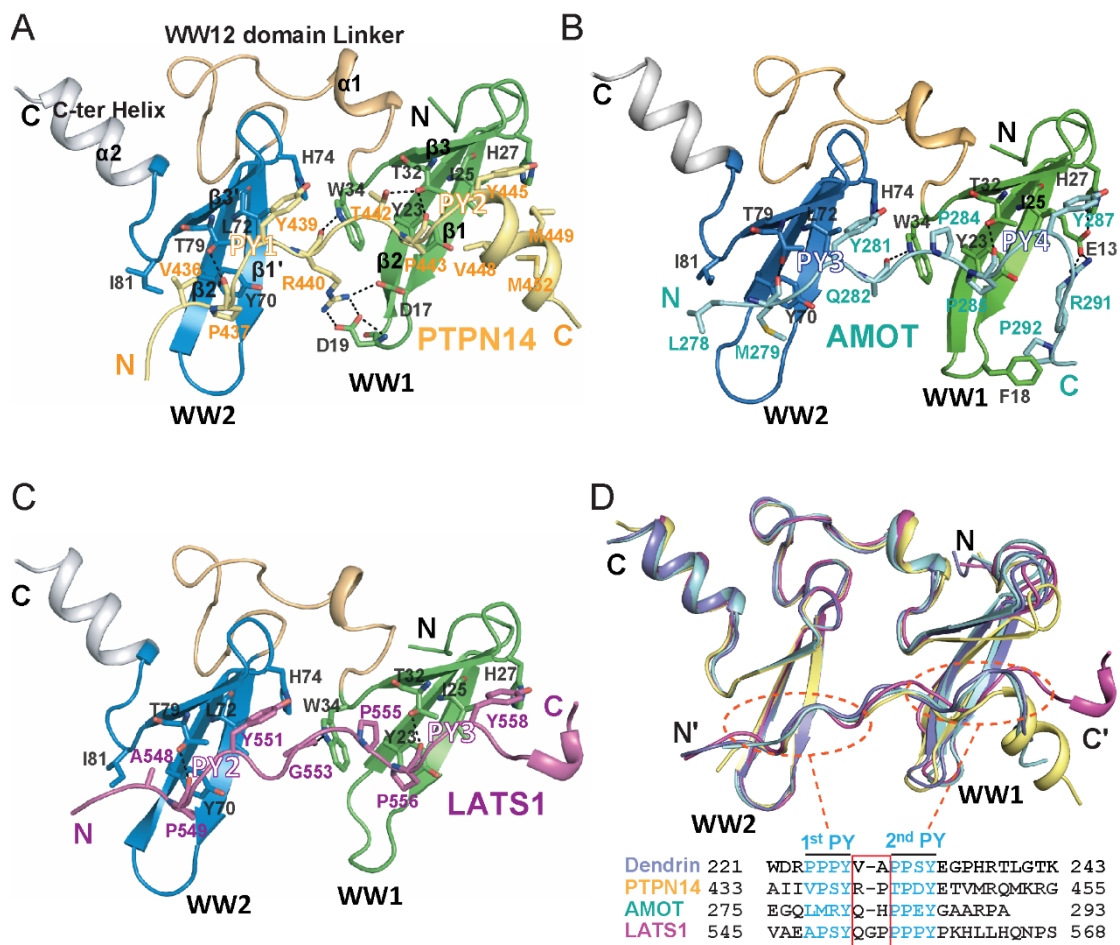 A
WW12 domain Linker
α1
N
C
C-ter Helix
α2
β3
T32
I25
H27
H74
β3'
W34
T442
Y23
PY2
Y445
L72
Y439
T79
PY1
β1
M449
V436
β1'
β2
P443
V448
I81
β2'
Y70
R440
D17
M452
P437
D19
PTPN14
N
C
WW1
WW2
B
C
N
H27
T32
H74
I25
T79
L72
W34
P284
Y287
Y281
Y23
PY4
E13
I81
PY3
N
Q282
P285
R291
Y70
L278
M279
AMOT
P292
C
F18
WW2
WW1
C
C
N
H74
T32
H27
L72
W34
P555
I25
T79
C
Y551
Y23
PY3
Y558
I81
A548
PY2
G553
Y70
P556
P549
LATS1
N
WW1
WW2
D
C
N
N'
C'
WW2
WW1
1st PY 2nd PY
Dendrin 221 WDRPPPYV-APPSYEGPHRTLGTK 243
PTPN14 433 AIIVPSYR-PTPDYETVMRQMKRG 455
AMOT 275 EGQLMRYQ-HPPEYGAARPA 293
LATS1 545 VAEAPSYQGPPPPYPKHLLHQNPS 568